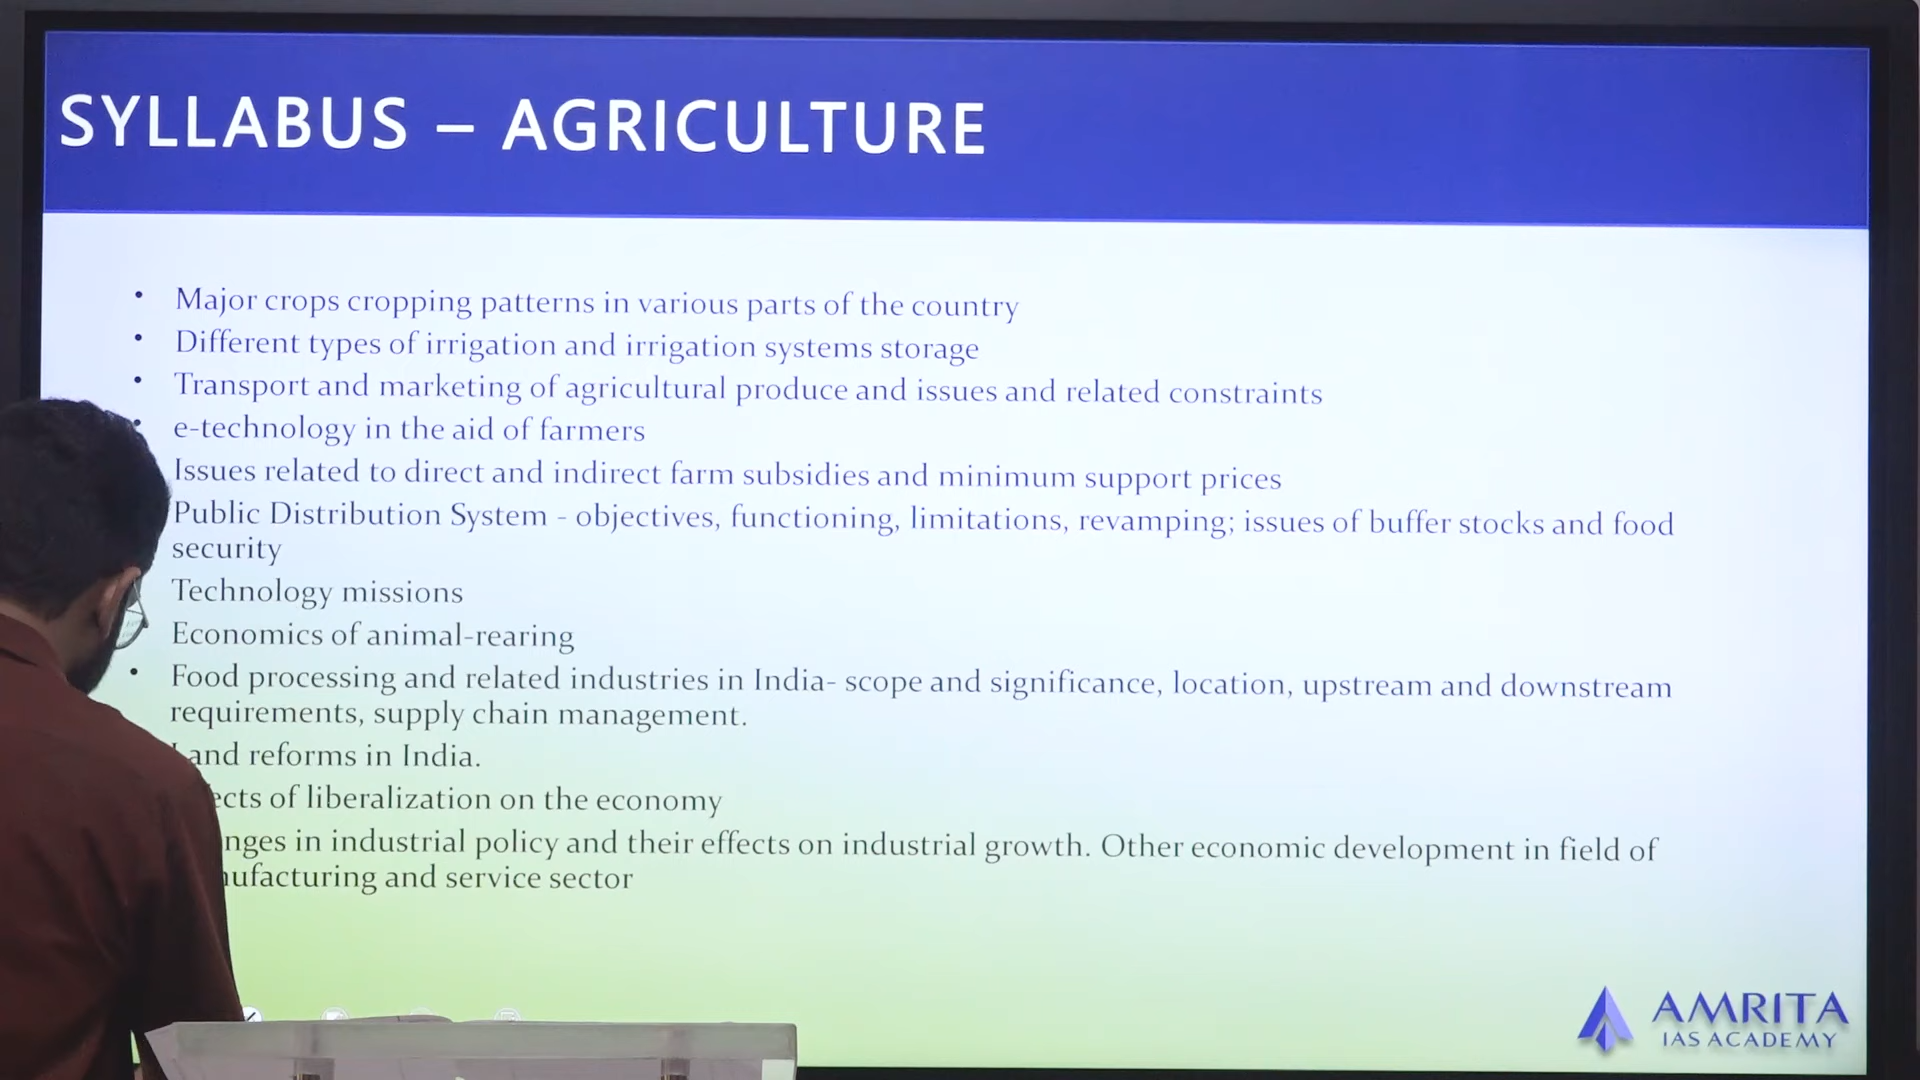 SYLLABUS – AGRICULTURE
• Major crops cropping patterns in various parts of the country
• Different types of irrigation and irrigation systems storage
• Transport and marketing of agricultural produce and issues and related constraints
• e-technology in the aid of farmers
Issues related to direct and indirect farm subsidies and minimum support prices
Public Distribution System - objectives, functioning, limitations, revamping; issues of buffer stocks and food
security
Technology missions
Economics of animal-rearing
• Food processing and related industries in India- scope and significance, location, upstream and downstream
requirements, supply chain management.
Land reforms in India.
of liberalization on the economy
in industrial policy and their effects on industrial growth. Other economic development in field of
and service sector
AMRITA
IAS ACADEMY